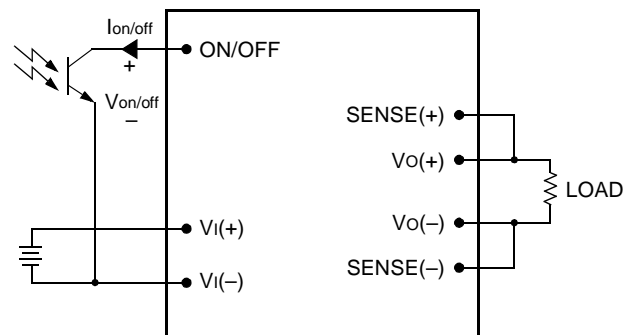 Ion/off
ON/OFF
+
Von/off
–
SENSE(+)
VO(+)
LOAD
VI(+)
VO(–)
VI(–)
SENSE(–)